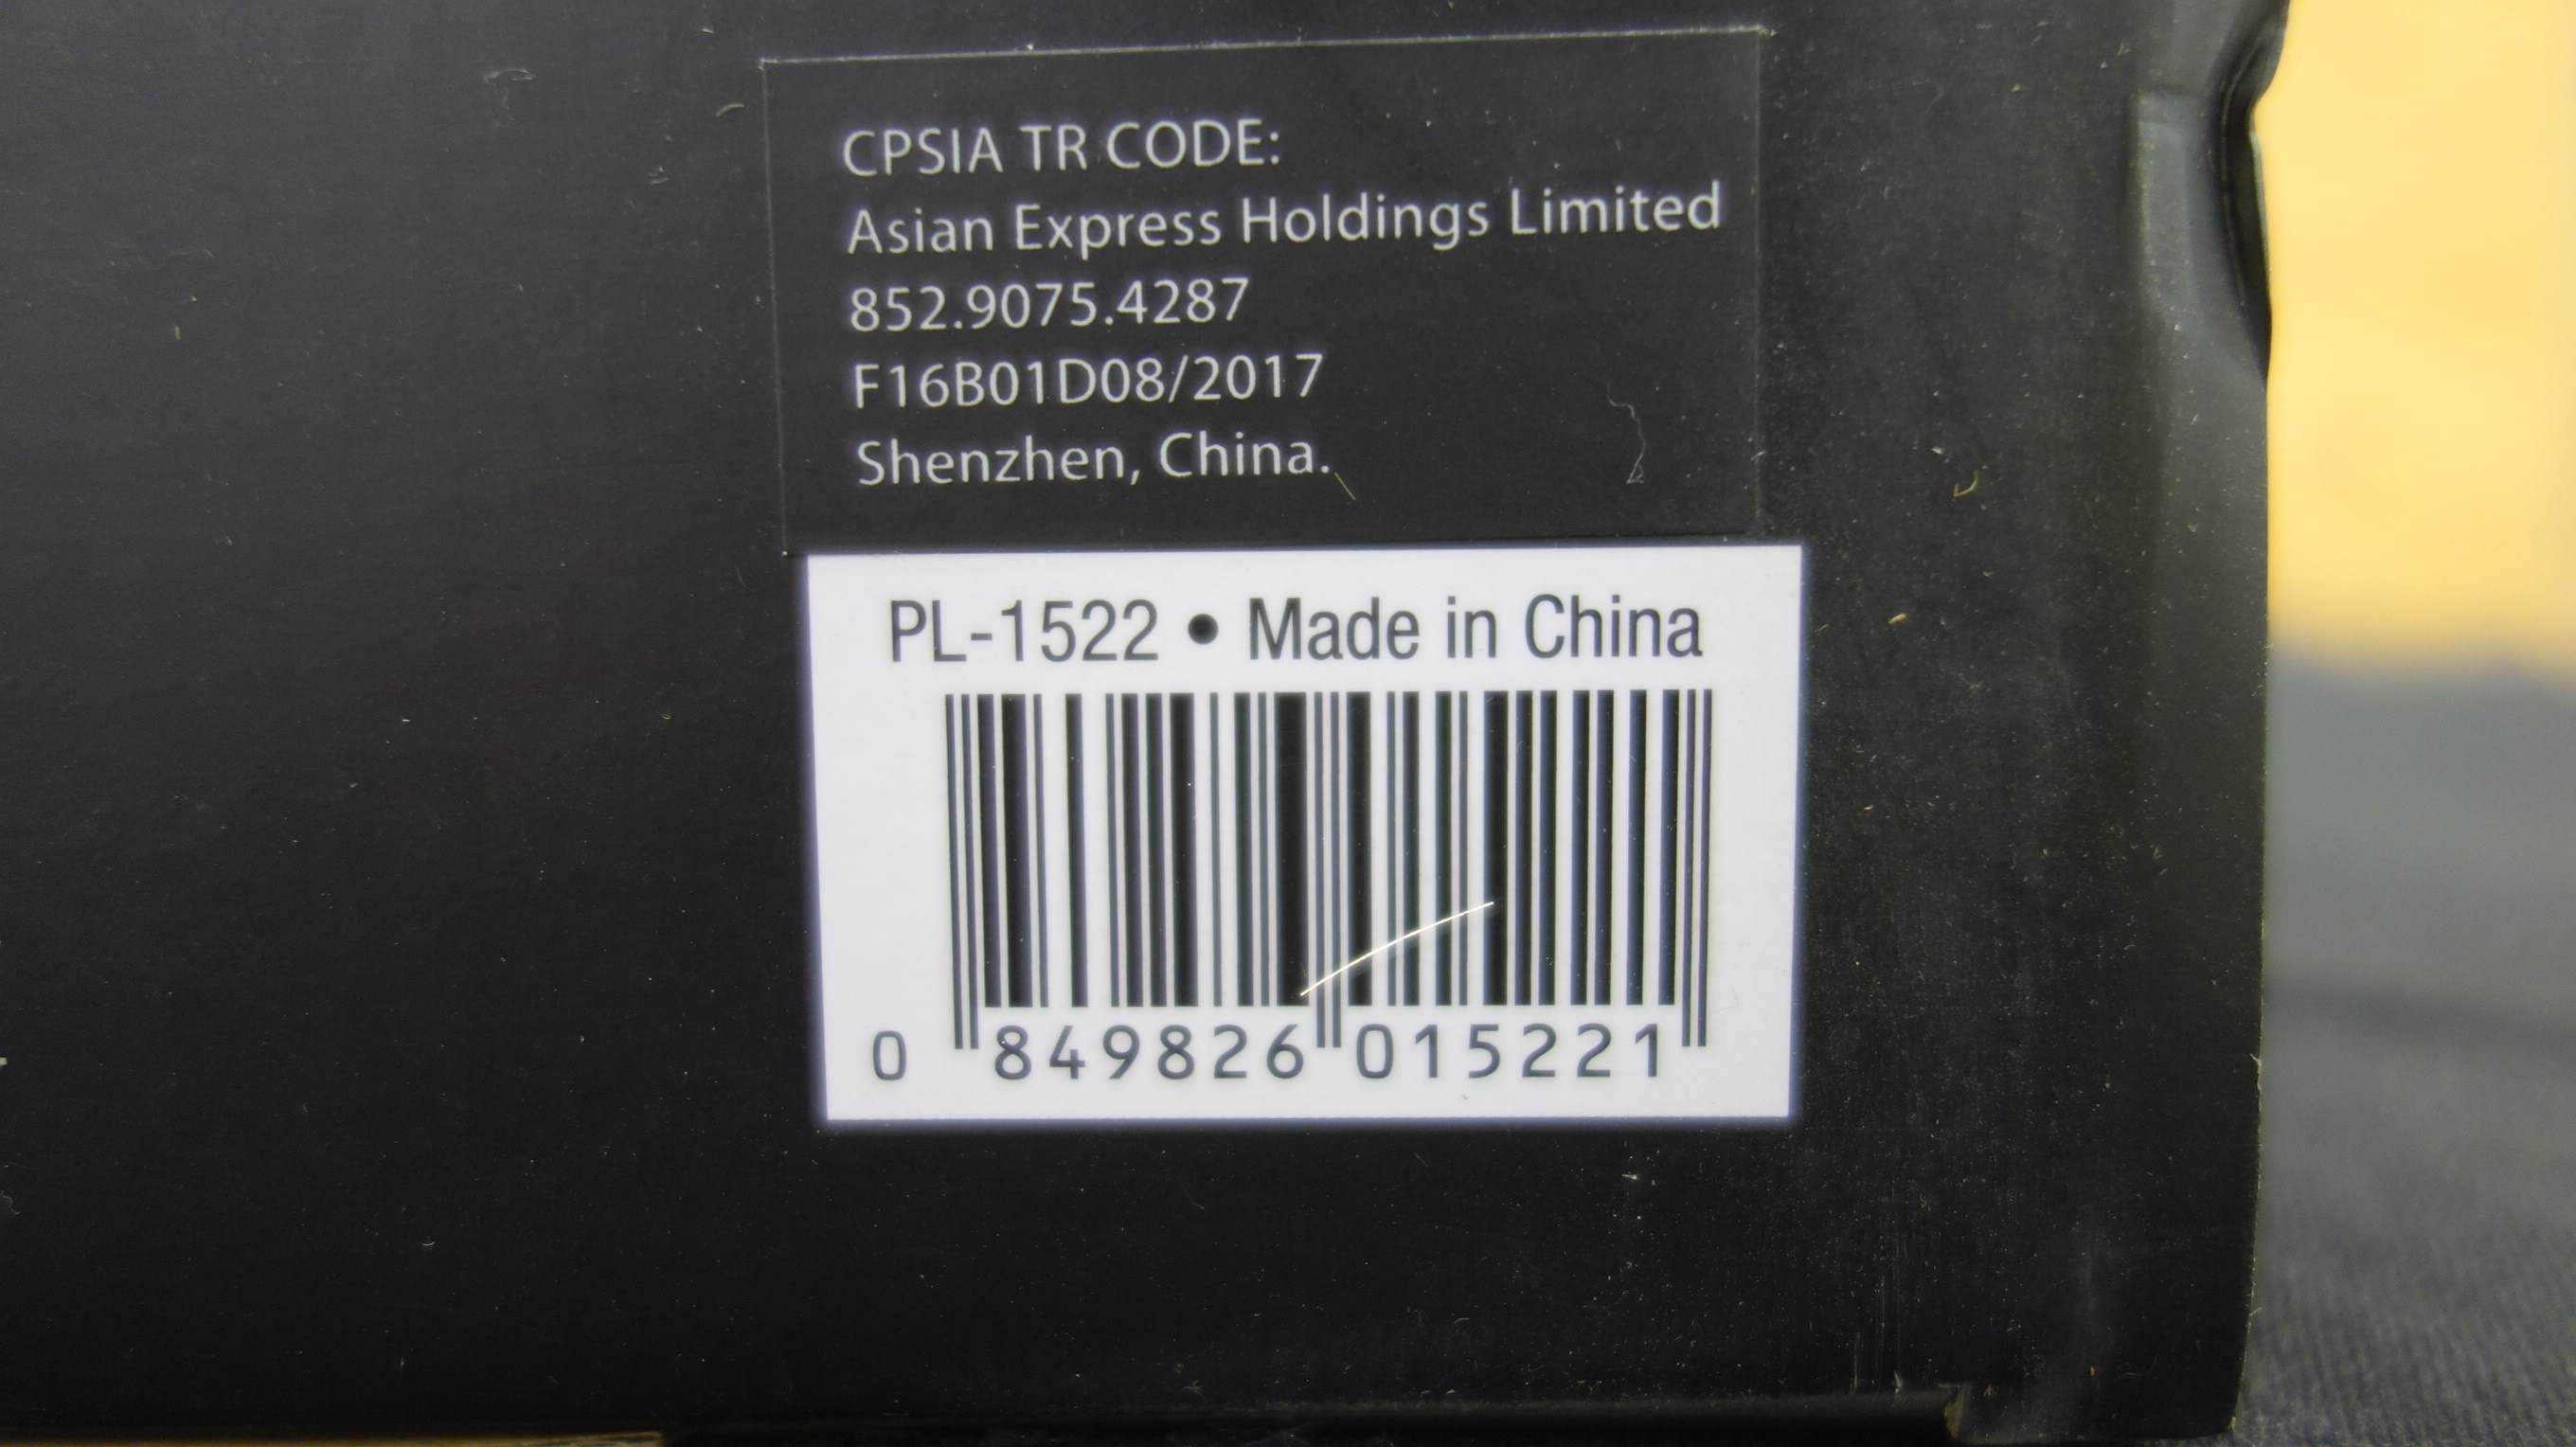 CPSIA TR CODE:
Asian Express Holdings Limited
852.9075.4287
F16B01D08/2017
Shenzhen, China.
PL-1522 • Made in China
0 849826 015221